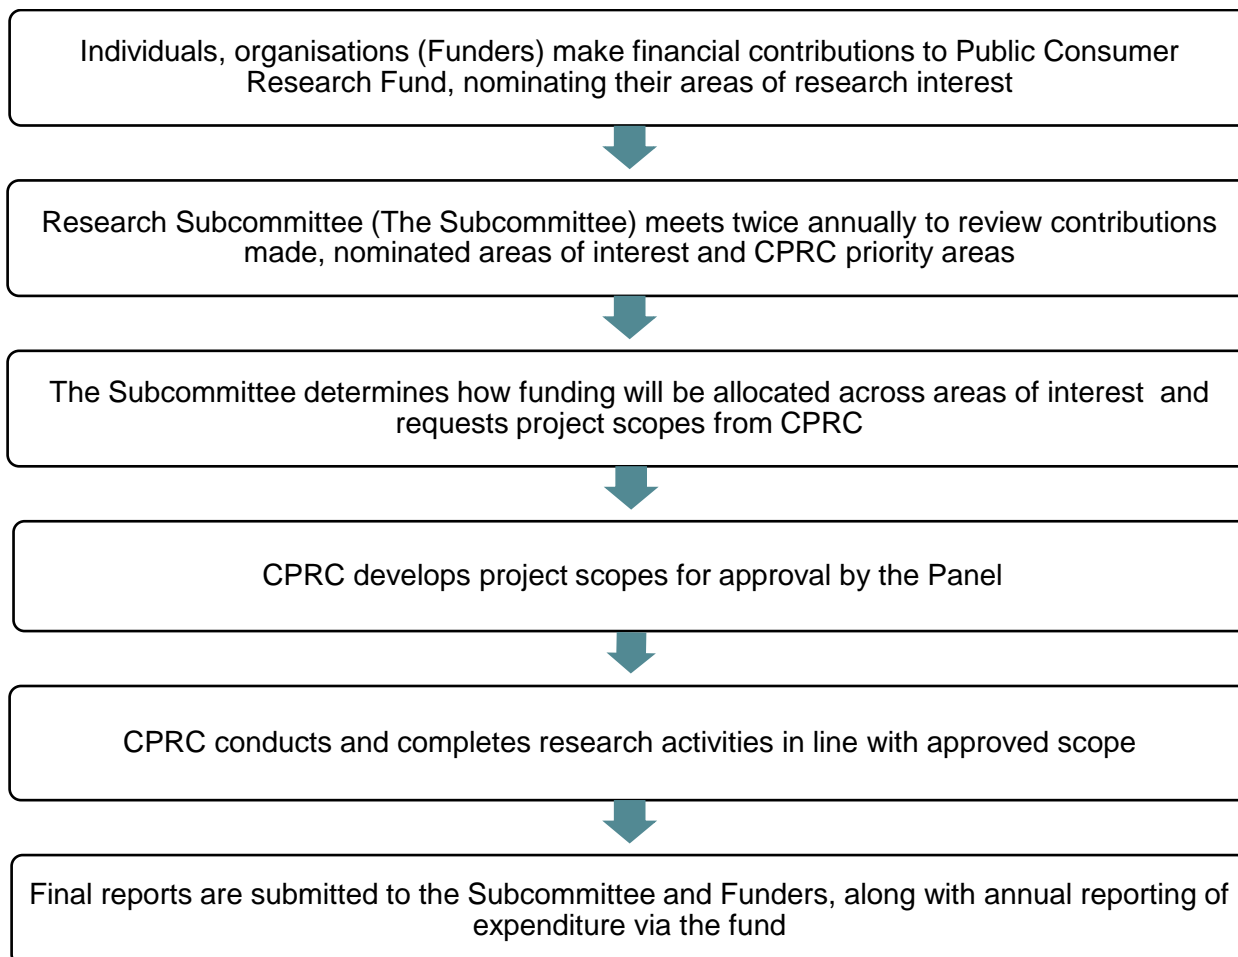 Individuals, organisations (Funders) make financial contributions to Public Consumer
Research Fund, nominating their areas of research interest
Research Subcommittee (The Subcommittee) meets twice annually to review contributions
made, nominated areas of interest and CPRC priority areas
The Subcommittee determines how funding will be allocated across areas of interest  and
requests project scopes from CPRC
CPRC develops project scopes for approval by the Panel
CPRC conducts and completes research activities in line with approved scope
Final reports are submitted to the Subcommittee and Funders, along with annual reporting of
expenditure via the fund